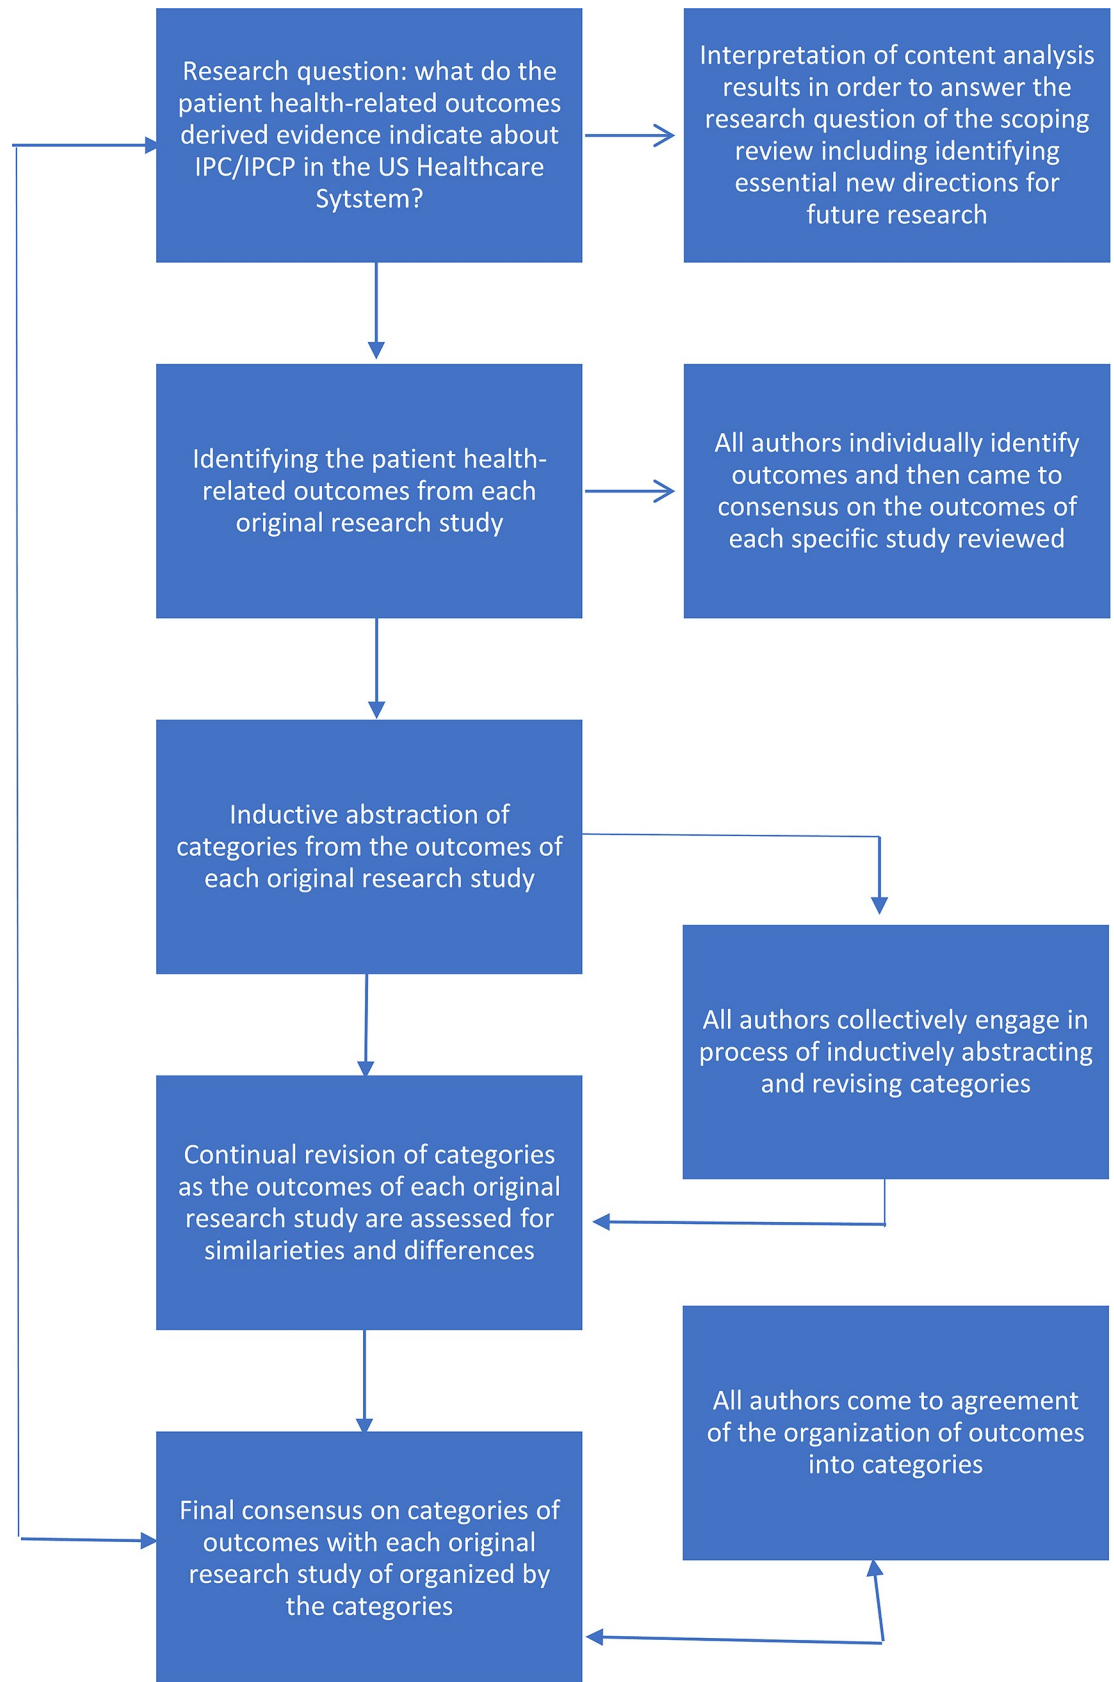 Research question: what do the
patient health-related outcomes
derived evidence indicate about
IPC/IPCP in the US Healthcare
Sytstem?
Interpretation of content analysis
results in order to answer the
research question of the scoping
review including identifying
essential new directions for
future research
Identifying the patient health-
related outcomes from each
original research study
All authors individually identify
outcomes and then came to
consensus on the outcomes of
each specific study reviewed
Inductive abstraction of
categories from the outcomes of
each original research study
All authors collectively engage in
process of inductively abstracting
and revising categories
Continual revision of categories
as the outcomes of each original
research study are assessed for
similarieties and differences
All authors come to agreement
of the organization of outcomes
into categories
Final consensus on categories of
outcomes with each original
research study of organized by
the categories